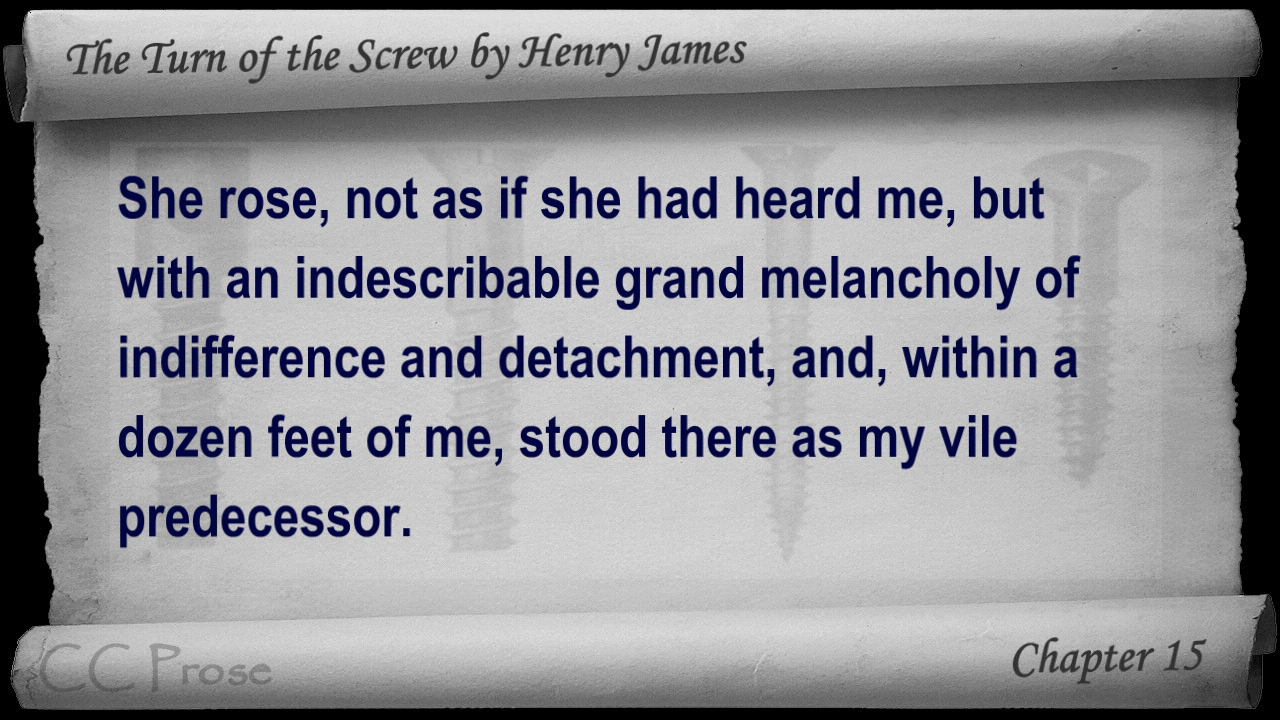 The Turn of the Screw by Henry James
She rose, not as if she had heard me, but
with an indescribable grand melancholy of
indifference and detachment, and, within a
dozen feet of me, stood there as my vile
predecessor.
CC Prose
Chapter 15